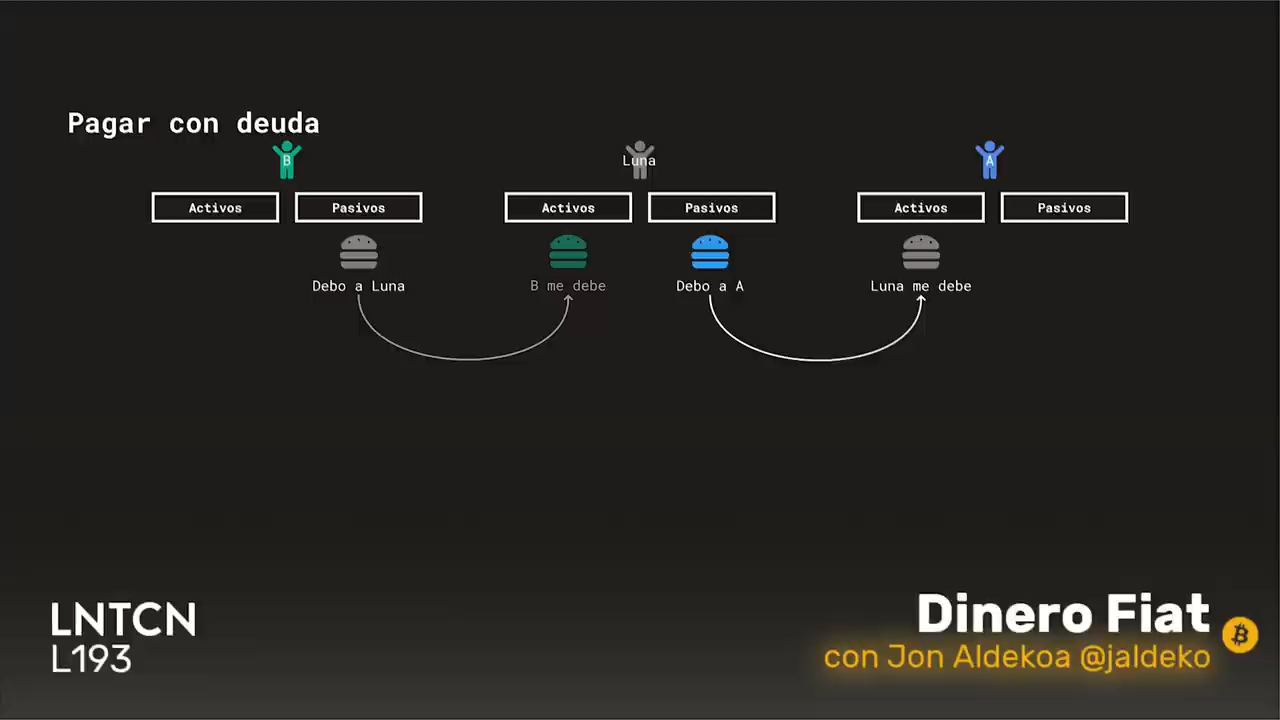 Pagar con deuda
B
Luna
A
Activos
Pasivos
Activos
Pasivos
Activos
Pasivos
Debo a Luna
B me debe
Debo a A
Luna me debe
LNTCN
L193
Dinero Fiat
con Jon Aldekoa @jaldeko